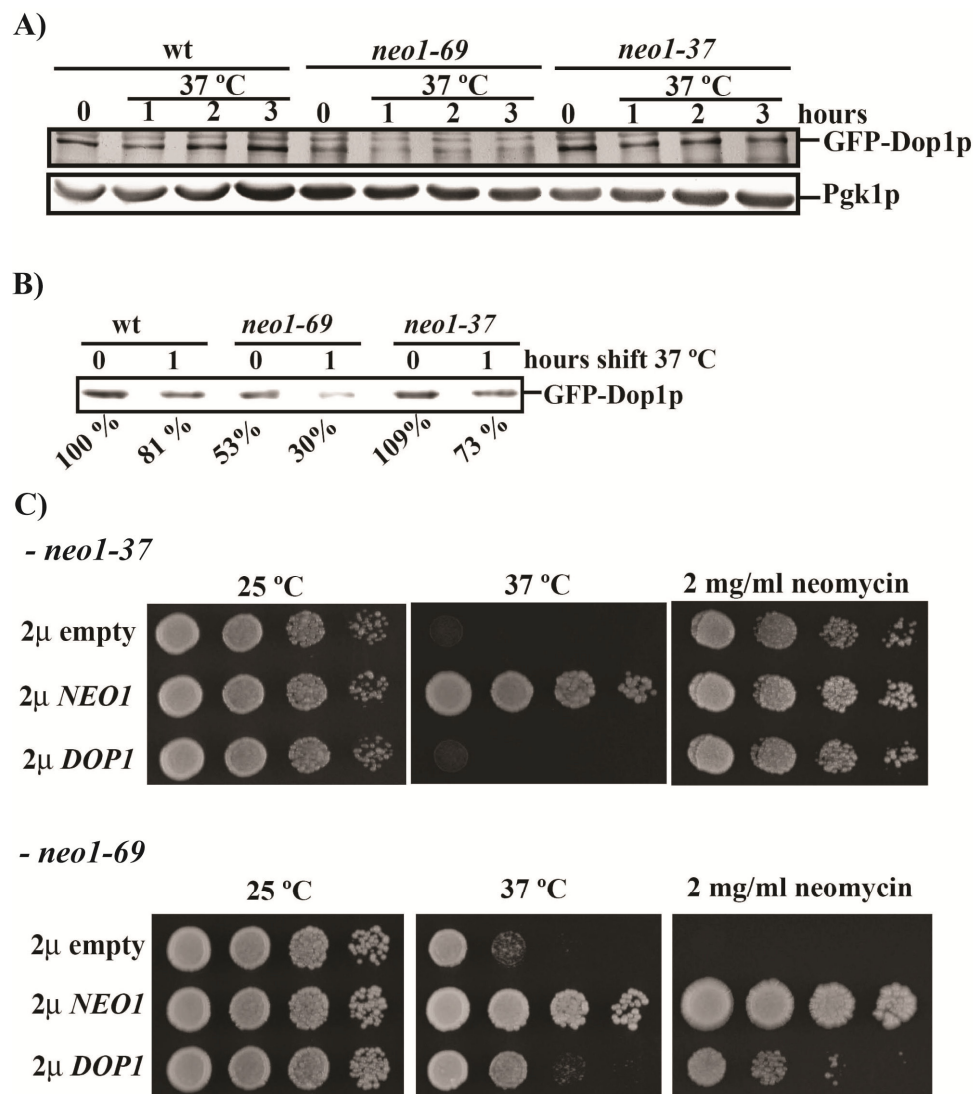 A)
wt neo1-69 neo1-37
37 ºC 37 ºC 37 ºC
0 1 2 3 0 1 2 3 0 1 2 3 hours
GFP-Dop1p
Pgk1p
B)
wt neo1-69 neo1-37
0 1 0 1 0 1 hours shift 37 ºC
GFP-Dop1p
100 % 81 % 53% 30% 109% 73 %
C)
- neo1-37
25 ºC 37 ºC 2 mg/ml neomycin
2µ empty
2µ NEO1
2µ DOP1
- neo1-69
25 ºC 37 ºC 2 mg/ml neomycin
2µ empty
2µ NEO1
2µ DOP1